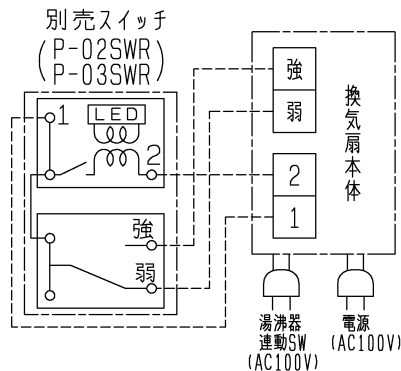 別売スイッチ
(P-02SWR)
(P-03SWR)
1
LED
2
強
弱
強
弱
2
1
換気扇本体
湯沸器
連動SW
(AC100V)
電源
(AC100V)